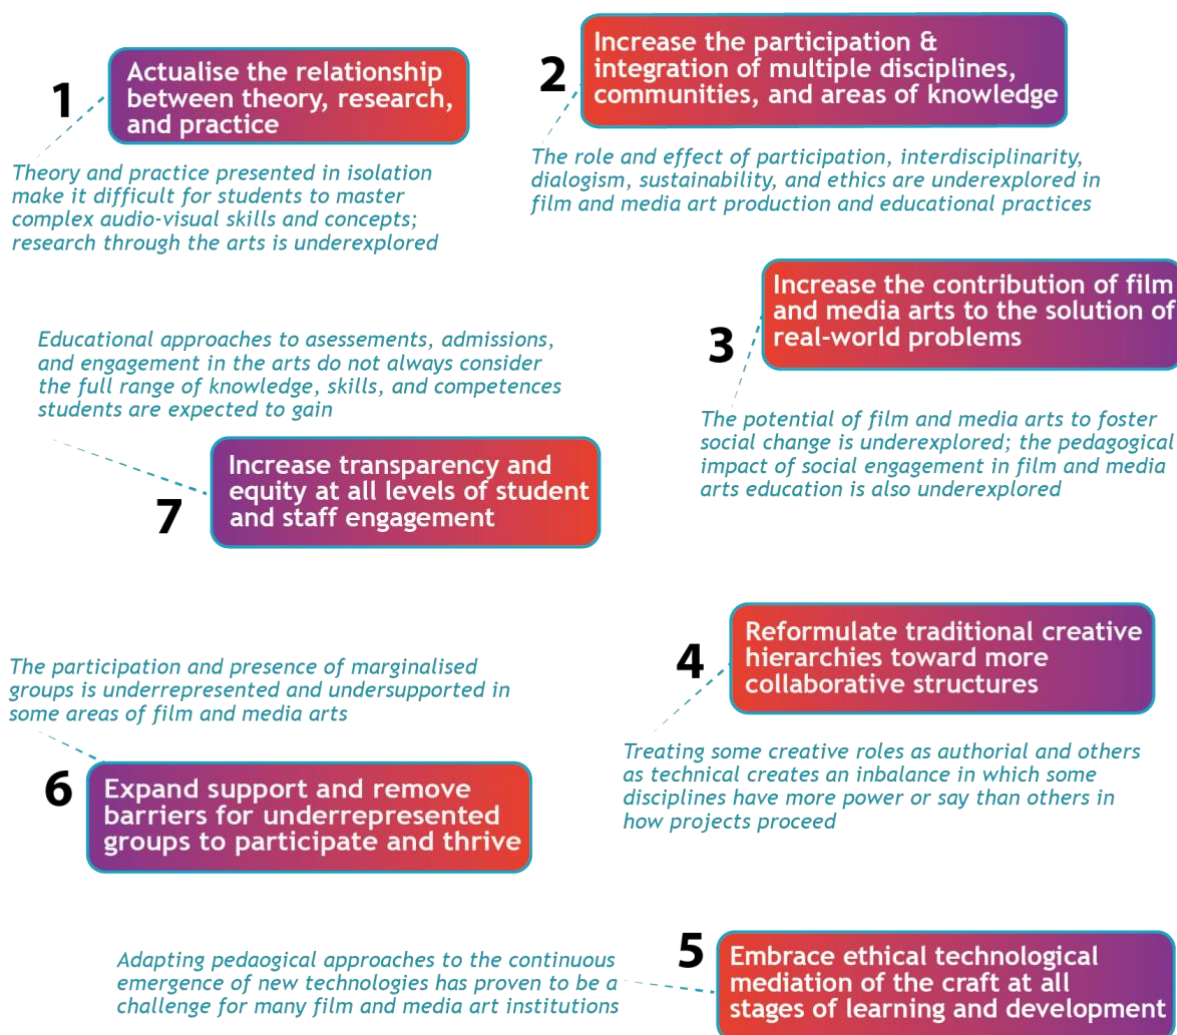 1
Actualise the relationship
between theory, research,
and practice
Theory and practice presented in isolation
make it difficult for students to master
complex audio-visual skills and concepts;
research through the arts is underexplored
2
Increase the participation &
integration of multiple disciplines,
communities, and areas of knowledge
The role and effect of participation, interdisciplinarity,
dialogism, sustainability, and ethics are underexplored in
film and media art production and educational practices
3
Increase the contribution of film
and media arts to the solution of
real-world problems
The potential of film and media arts to foster
social change is underexplored; the pedagogical
impact of social engagement in film and media
arts education is also underexplored
4
Reformulate traditional creative
hierarchies toward more
collaborative structures
Treating some creative roles as authorial and others
as technical creates an inbalance in which some
disciplines have more power or say than others in
how projects proceed
5
Embrace ethical technological
mediation of the craft at all
stages of learning and development
Adapting pedaogical approaches to the continuous
emergence of new technologies has proven to be a
challenge for many film and media art institutions
6
Expand support and remove
barriers for underrepresented
groups to participate and thrive
The participation and presence of marginalised
groups is underrepresented and undersupported in
some areas of film and media arts
7
Increase transparency and
equity at all levels of student
and staff engagement
Educational approaches to asessements, admissions,
and engagement in the arts do not always consider
the full range of knowledge, skills, and competences
students are expected to gain